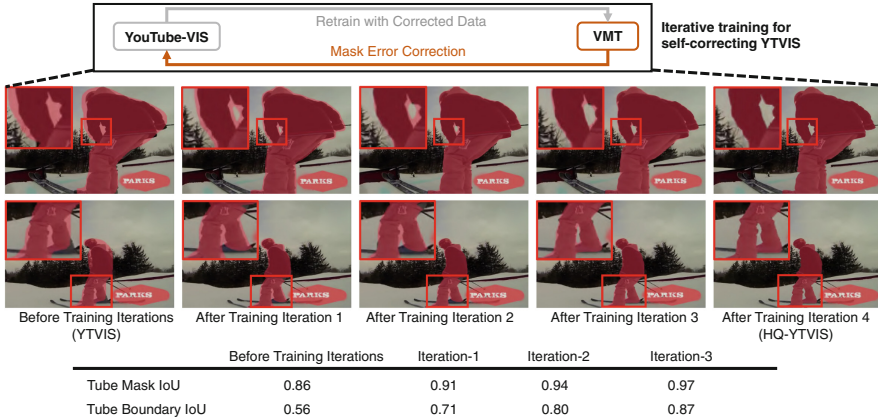 Retrain with Corrected Data
YouTube-VIS
VMT
Mask Error Correction
Iterative training for
self-correcting YTVIS
PARKS
PARKS
PARKS
PARKS
PARKS
PARKS
PARKS
PARKS
PARKS
PARKS
Before Training Iterations
(YTVIS)
After Training Iteration 1
After Training Iteration 2
After Training Iteration 3
After Training Iteration 4
(HQ-YTVIS)
Before Training Iterations Iteration-1 Iteration-2 Iteration-3
Tube Mask IoU 0.86 0.91 0.94 0.97
Tube Boundary IoU 0.56 0.71 0.80 0.87